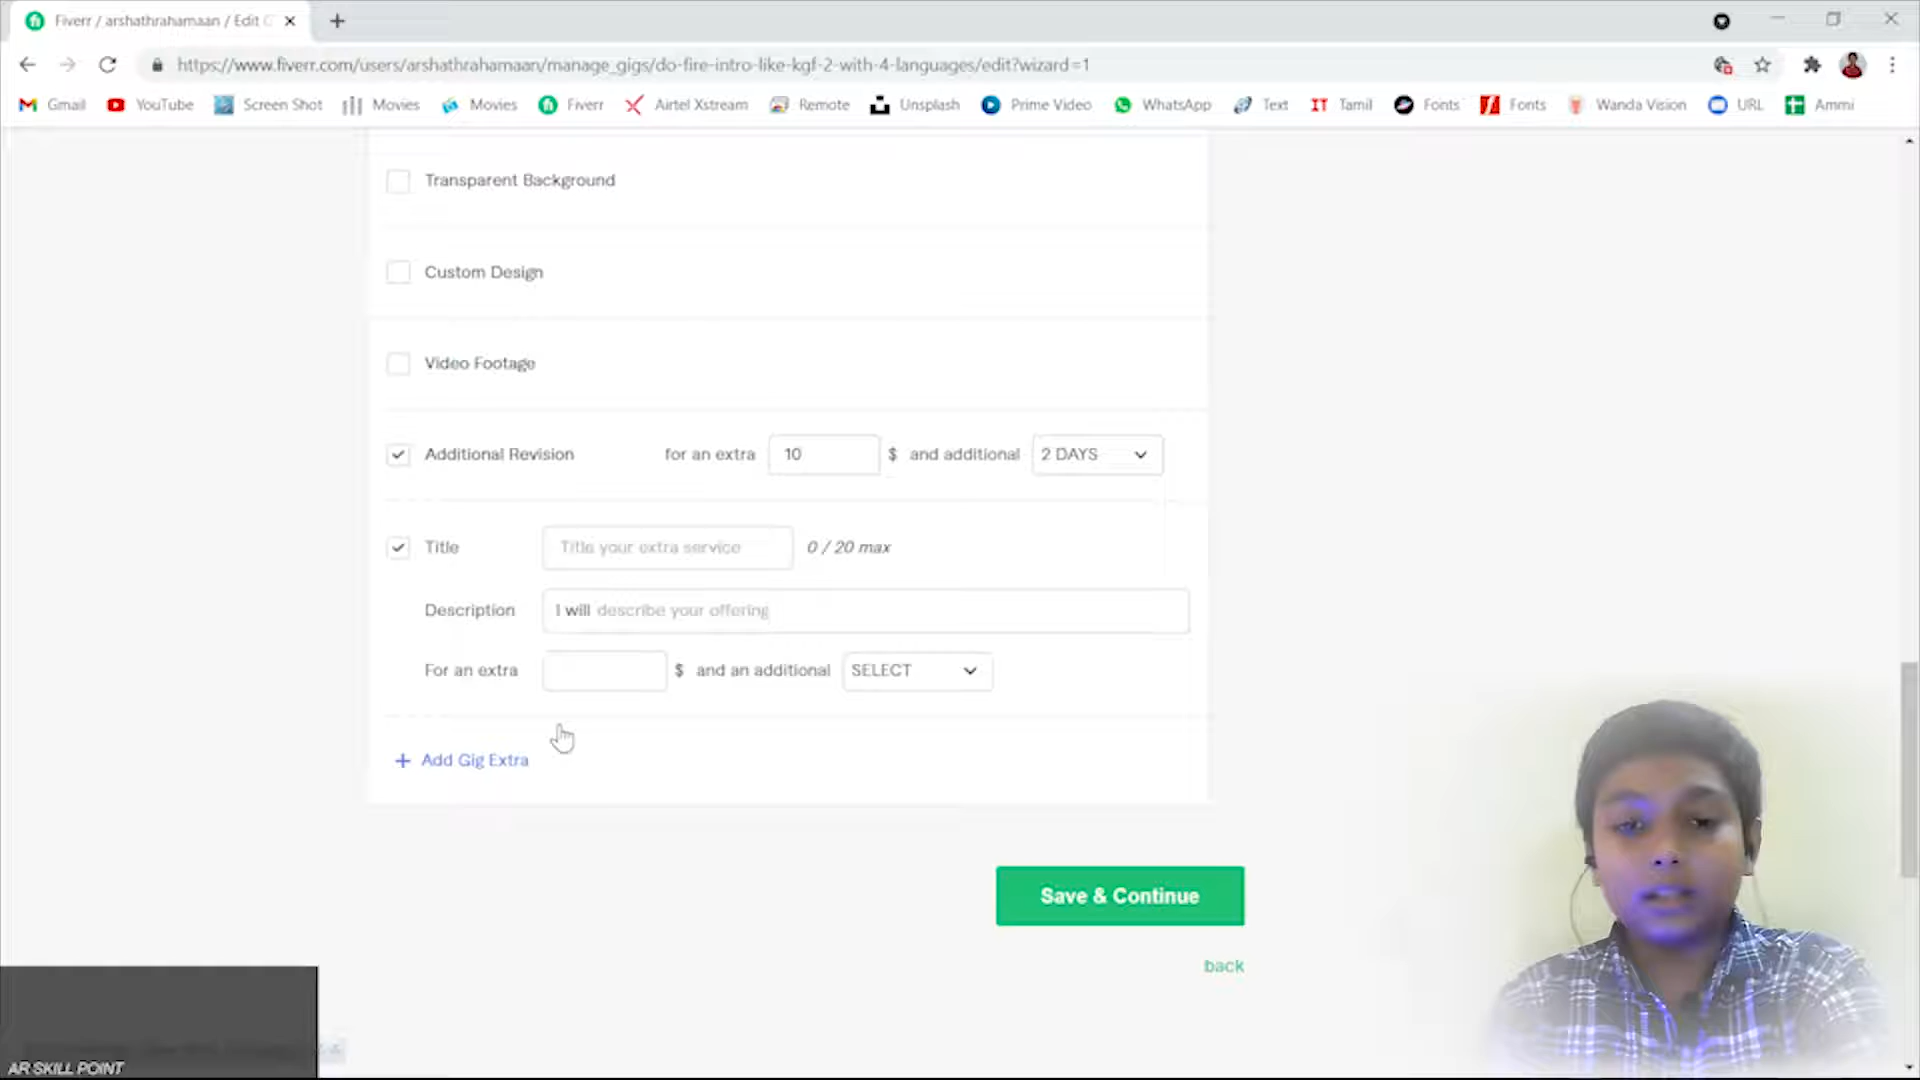 Fiverr / arshathrahamaan / Edit G
https://www.fiverr.com/users/arshathrahamaan/manage_gigs/do-fire-intro-like-kgf-2-with-4-languages/edit?wizard=1
Gmail YouTube Screen Shot Movies Movies Fiverr Airtel Xstream Remote Unsplash Prime Video WhatsApp Text IT Tamil Fonts Fonts Wanda Vision URL Ammi
Transparent Background
Custom Design
Video Footage
Additional Revision for an extra 10 $ and additional 2 DAYS
Title Title your extra service 0 / 20 max
Description I will describe your offering
For an extra $ and an additional SELECT
+ Add Gig Extra
Save & Continue
back
AR SKILL POINT